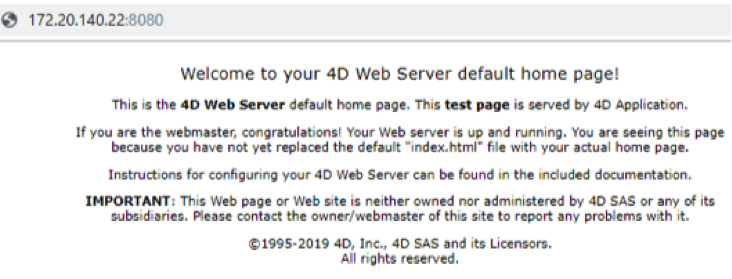 172.20.140.22:8080
Welcome to your 4D Web Server default home page!
This is the 4D Web Server default home page. This test page is served by 4D Application.
If you are the webmaster, congratulations! Your Web server is up and running. You are seeing this page
because you have not yet replaced the default "index.html" file with your actual home page.
Instructions for configuring your 4D Web Server can be found in the included documentation.
IMPORTANT: This Web page or Web site is neither owned nor administered by 4D SAS or any of its
subsidiaries. Please contact the owner/webmaster of this site to report any problems with it.
©1995-2019 4D, Inc., 4D SAS and its Licensors.
All rights reserved.